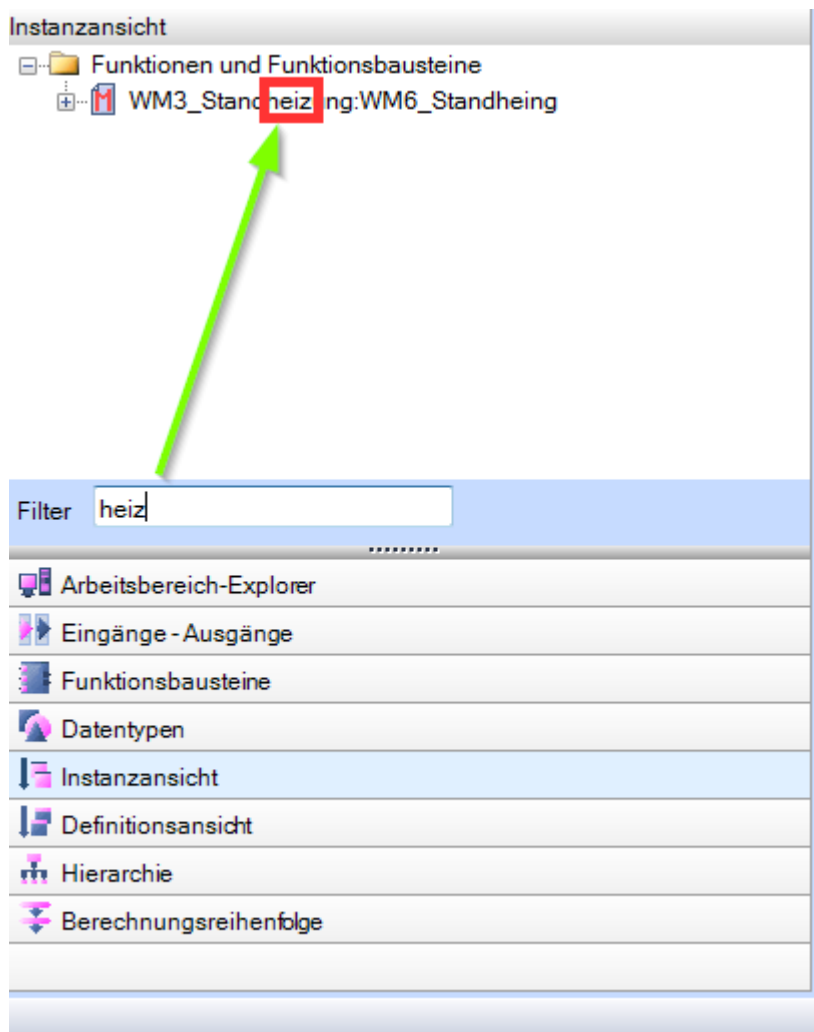 Instanzansicht
Funktionen und Funktionsbausteine
WM3_Standheizung:WM6_Standheing
Filter heiz
Arbeitsbereich-Explorer
Eingänge - Ausgänge
Funktionsbausteine
Datentypen
Instanzansicht
Definitionsansicht
Hierarchie
Berechnungsreihenfolge